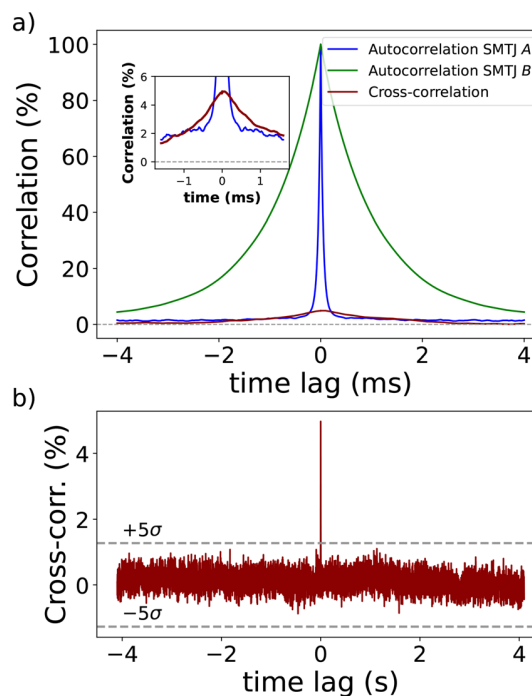 a)
Correlation (%)
100
80
60
40
20
0
−4
−2
0
2
4
time lag (ms)
Autocorrelation SMTJ A
Autocorrelation SMTJ B
Cross-correlation
Correlation (%)
6
4
2
0
−1
0
1
time (ms)
b)
Cross-corr. (%)
4
2
0
+5σ
−5σ
−4
−2
0
2
4
time lag (s)